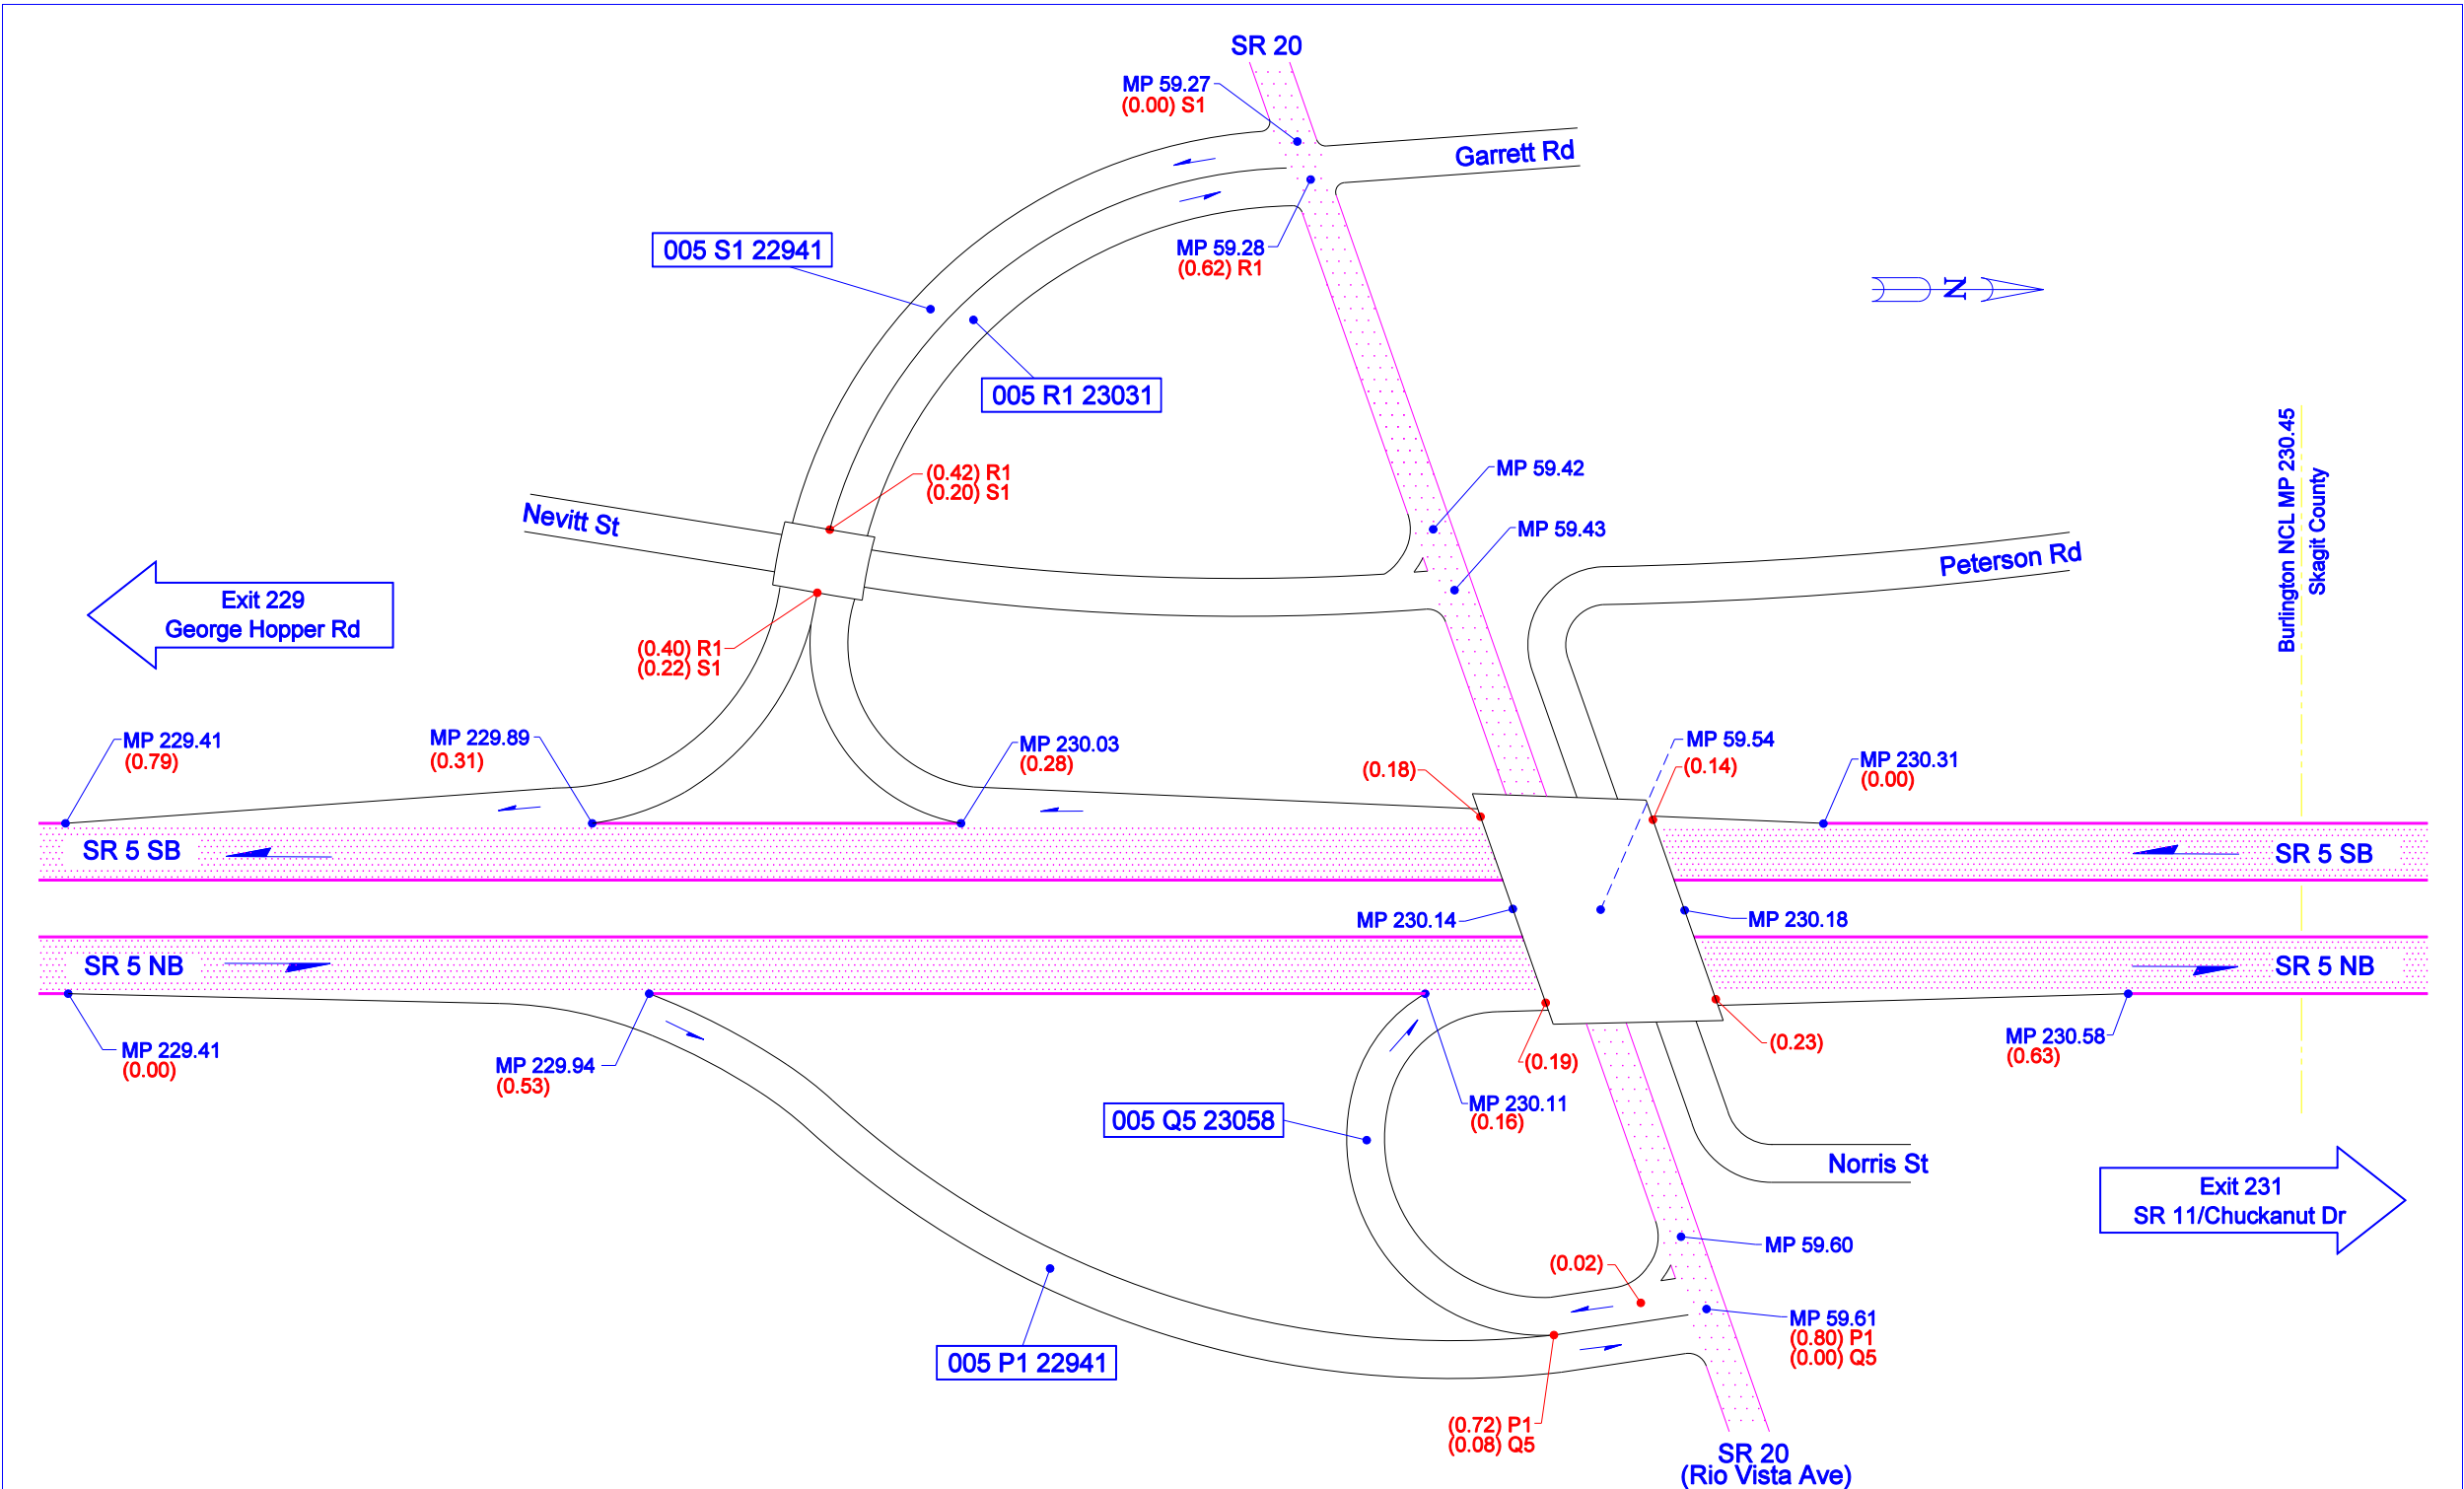 SR 20
MP 59.27
(0.00) S1
Garrett Rd
MP 59.28
(0.62) R1
005 S1 22941
005 R1 23031
N
(0.42) R1
(0.20) S1
MP 59.42
MP 59.43
Nevitt St
Peterson Rd
Burlington NCL MP 230.45
Skagit County
Exit 229
George Hopper Rd
(0.40) R1
(0.22) S1
MP 229.41
(0.79)
MP 229.89
(0.31)
MP 230.03
(0.28)
(0.18)
MP 59.54
(0.14)
MP 230.31
(0.00)
SR 5 SB
SR 5 SB
MP 230.14
MP 230.18
SR 5 NB
SR 5 NB
MP 229.41
(0.00)
MP 229.94
(0.53)
(0.19)
(0.23)
MP 230.58
(0.63)
005 Q5 23058
MP 230.11
(0.16)
Norris St
Exit 231
SR 11/Chuckanut Dr
MP 59.60
(0.02)
MP 59.61
(0.80) P1
(0.00) Q5
005 P1 22941
(0.72) P1
(0.08) Q5
SR 20
(Rio Vista Ave)